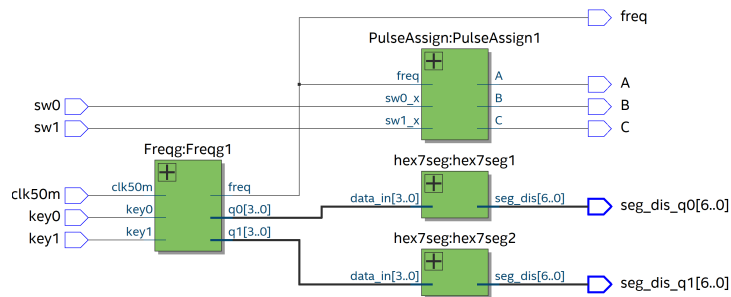 freq
PulseAssign:PulseAssign1
freq
A
A
sw0
sw0_x
B
B
sw1
sw1_x
C
C
Freqg:Freqg1
hex7seg:hex7seg1
clk50m
clk50m
freq
data_in[3..0]
seg_dis[6..0]
seg_dis_q0[6..0]
key0
key0
q0[3..0]
key1
key1
q1[3..0]
hex7seg:hex7seg2
data_in[3..0]
seg_dis[6..0]
seg_dis_q1[6..0]